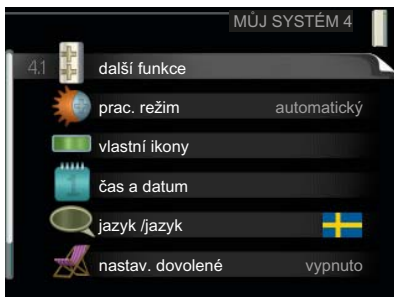 MŮJ SYSTÉM 4
4.1 další funkce
prac. režim automatický
vlastní ikony
1
čas a datum
jazyk /jazyk
nastav. dovolené vypnuto